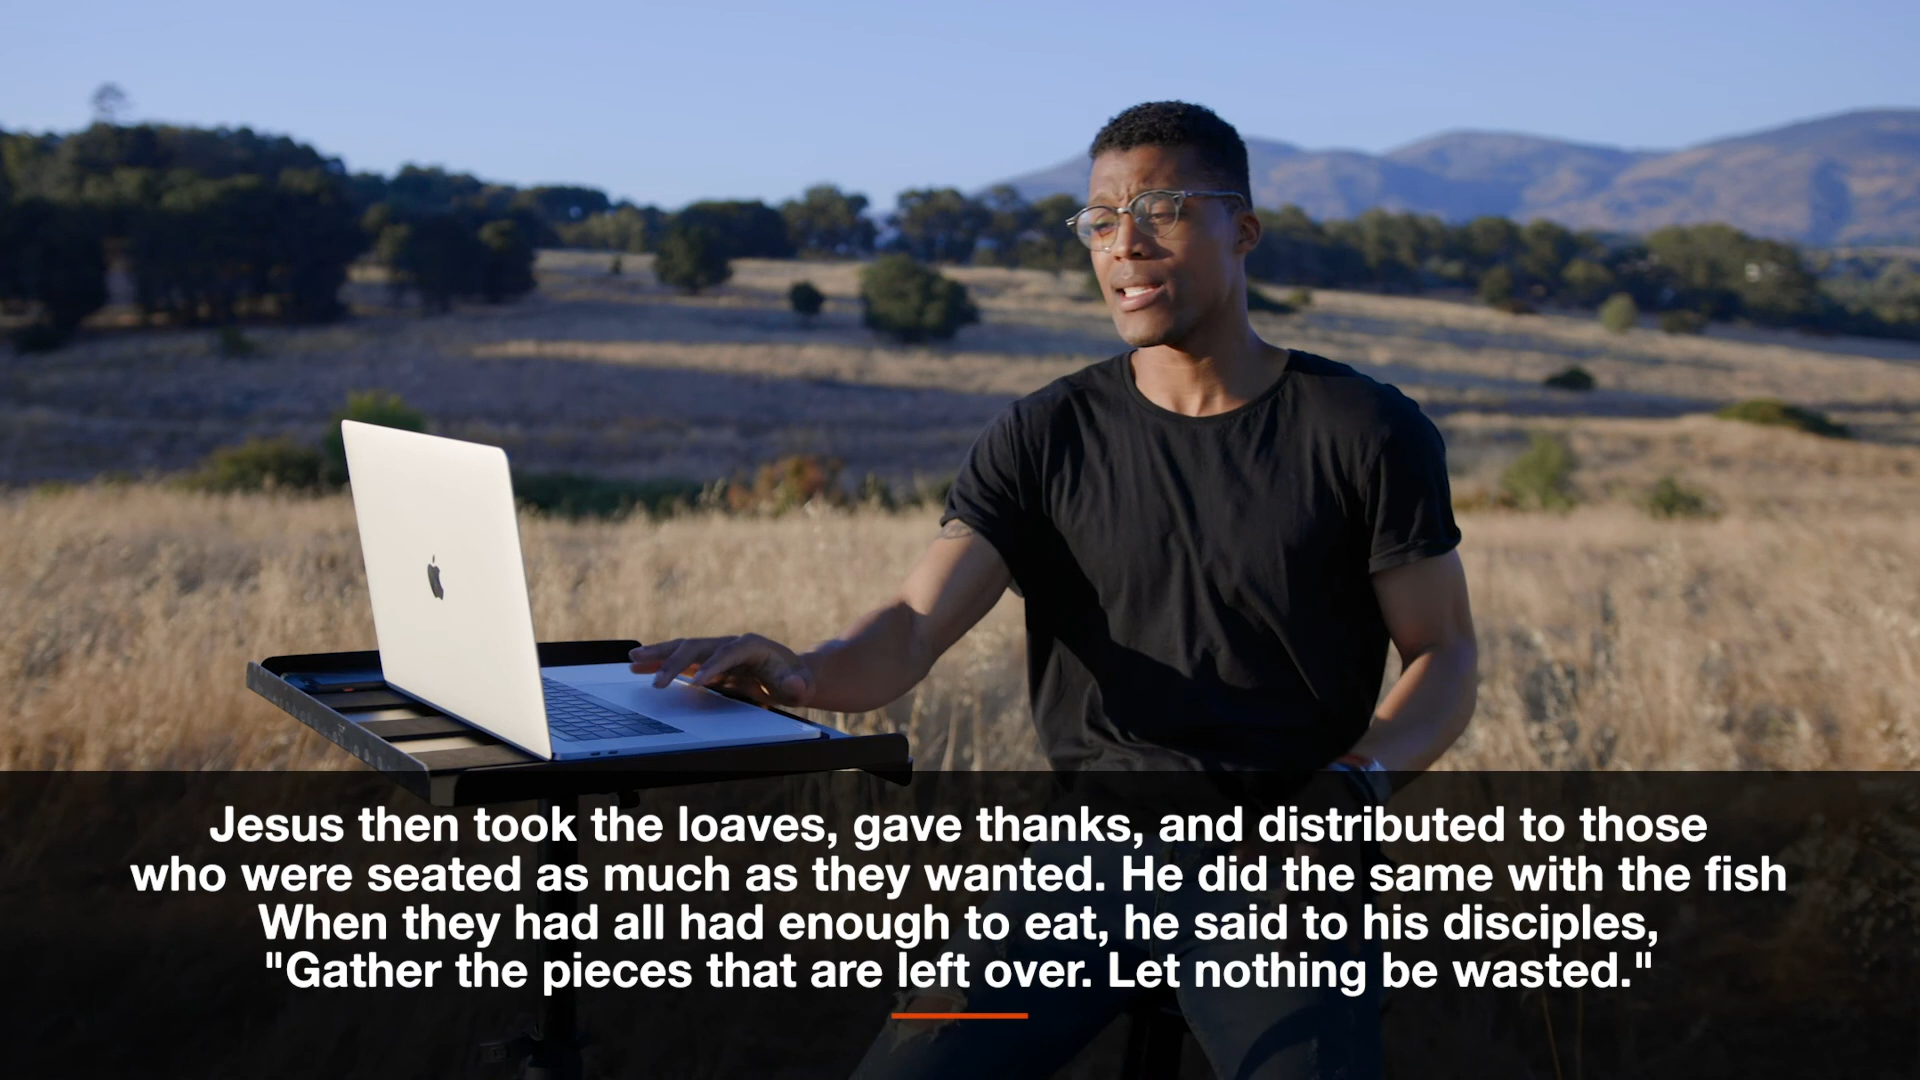 Jesus then took the loaves, gave thanks, and distributed to those
who were seated as much as they wanted. He did the same with the fish
When they had all had enough to eat, he said to his disciples,
"Gather the pieces that are left over. Let nothing be wasted."